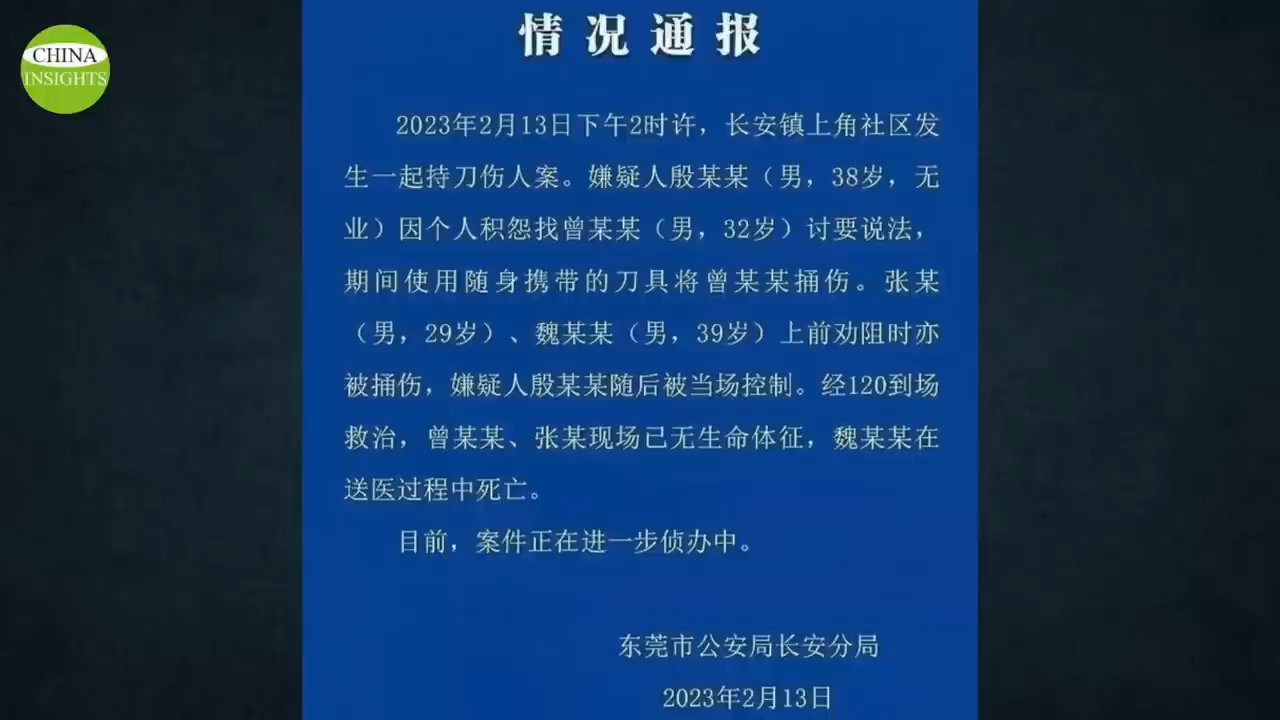 CHINA
INSIGHTS
情况通报
2023年2月13日下午2时许，长安镇上角社区发
生一起持刀伤人案。嫌疑人殷某某（男，38岁，无
业）因个人积怨找曾某某（男，32岁）讨要说法，
期间使用随身携带的刀具将曾某某捅伤。张某
（男，29岁）、魏某某（男，39岁）上前劝阻时亦
被捅伤，嫌疑人殷某某随后被当场控制。经120到场
救治，曾某某、张某现场已无生命体征，魏某某在
送医过程中死亡。
目前，案件正在进一步侦办中。
东莞市公安局长安分局
2023年2月13日